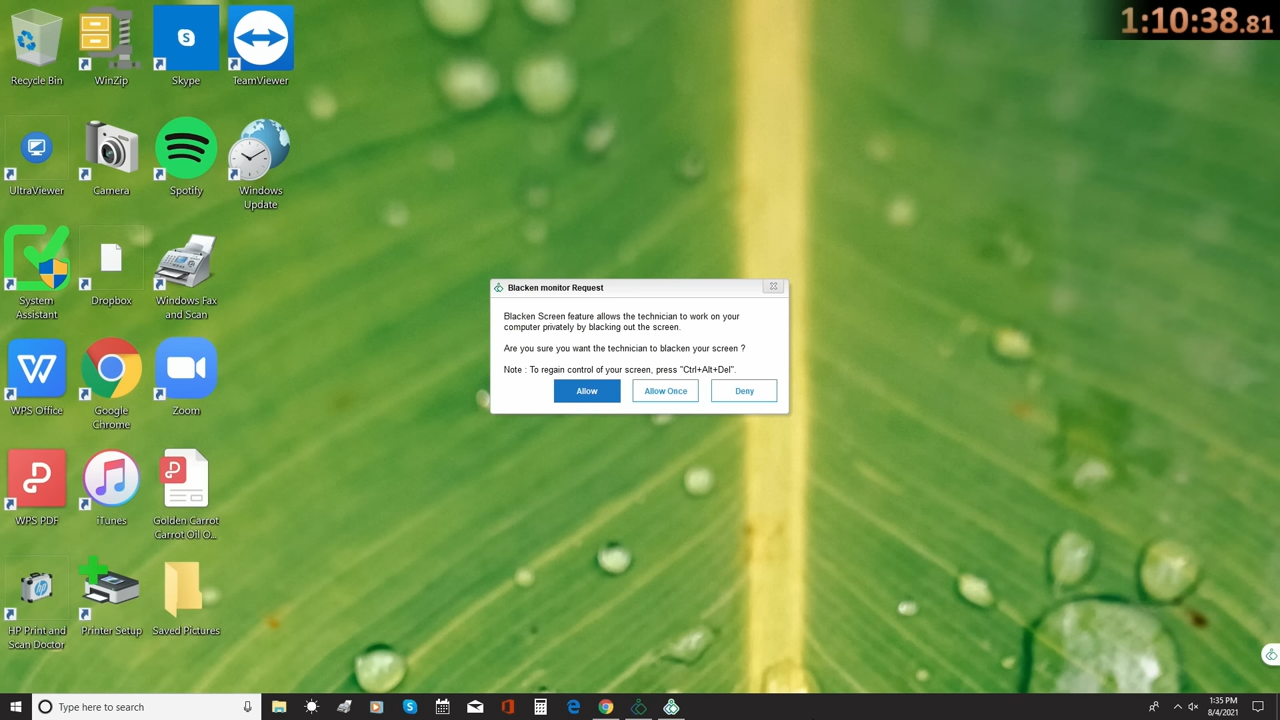 1:10:38.81
Recycle Bin
WinZip
Skype
TeamViewer
UltraViewer
Camera
Spotify
Windows
Update
System
Assistant
Dropbox
Windows Fax
and Scan
WPS Office
Google
Chrome
Zoom
WPS PDF
iTunes
Golden Carrot
Carrot Oil O...
HP Print and
Scan Doctor
Printer Setup
Saved Pictures
Blacken monitor Request
Blacken Screen feature allows the technician to work on your
computer privately by blacking out the screen.
Are you sure you want the technician to blacken your screen ?
Note : To regain control of your screen, press "Ctrl+Alt+Del".
Allow
Allow Once
Deny
Type here to search
1:35 PM
8/4/2021